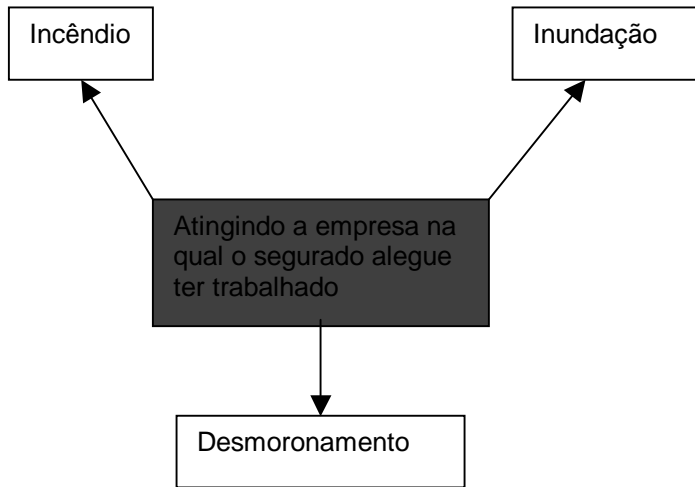 Incêndio
Inundação
Atingindo a empresa na
qual o segurado alegue
ter trabalhado
Desmoronamento